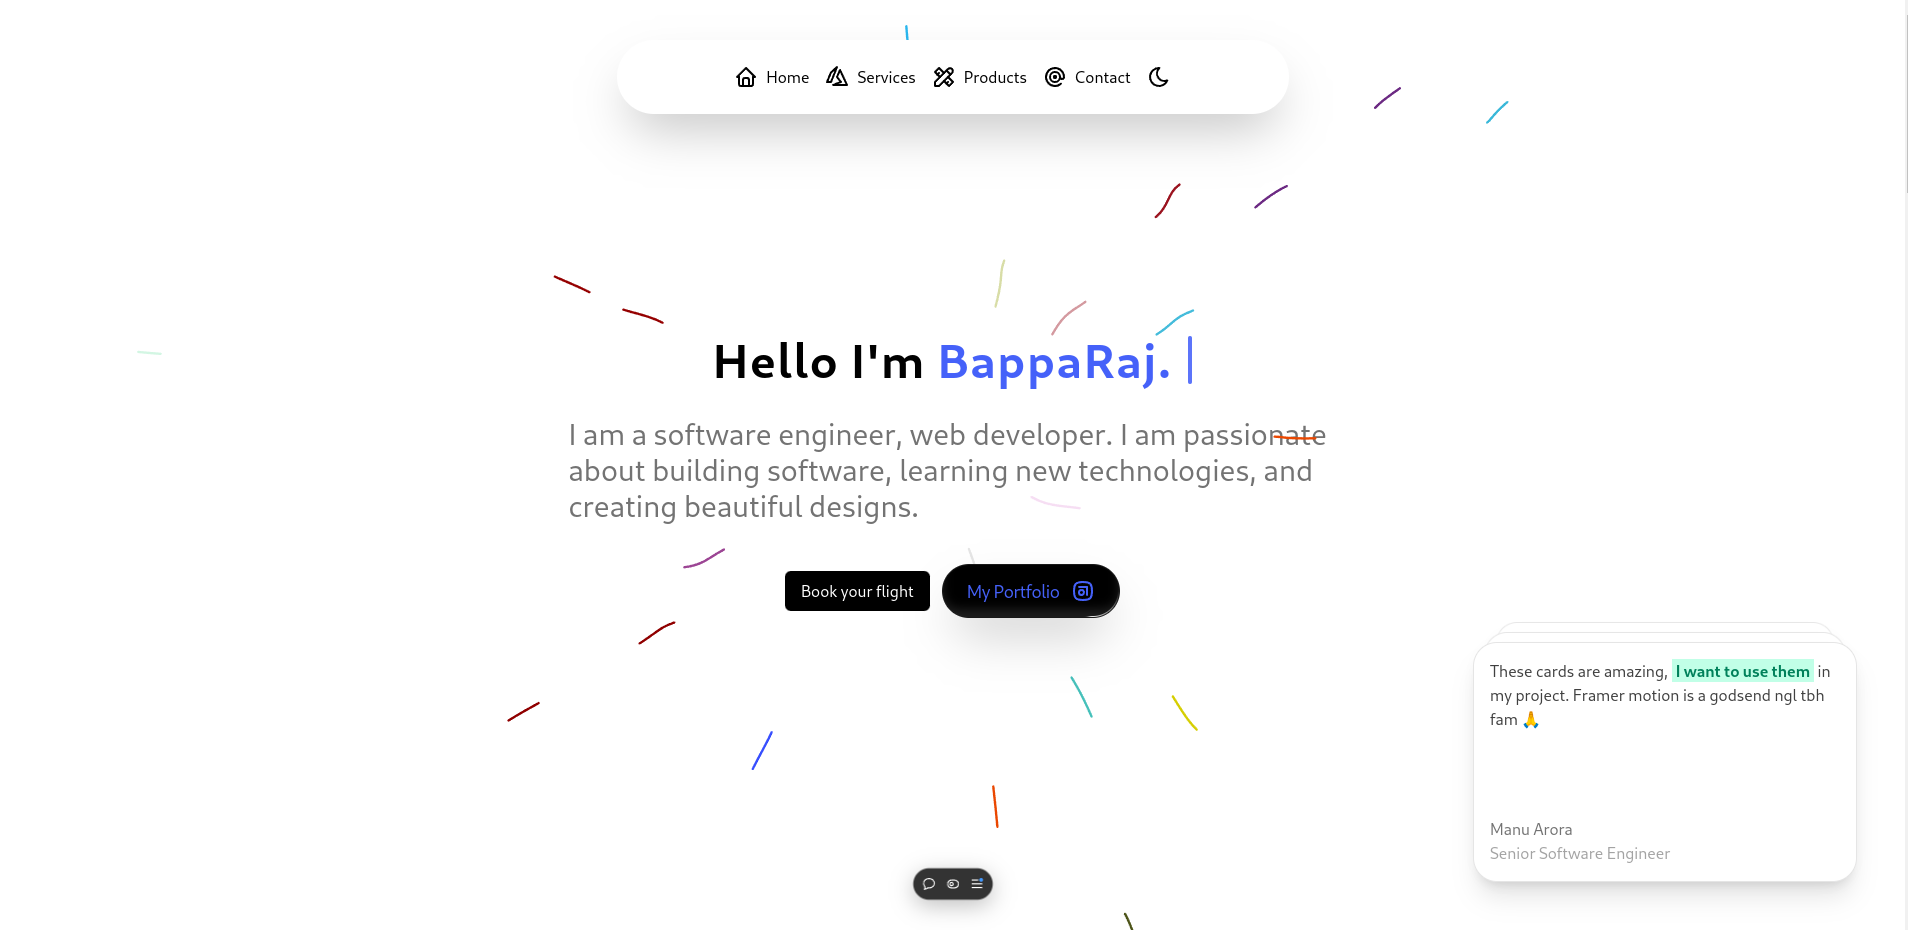 Home Services Products Contact
Hello I'm BappaRaj.
I am a software engineer, web developer. I am passionate
about building software, learning new technologies, and
creating beautiful designs.
Book your flight
My Portfolio
These cards are amazing, I want to use them in
my project. Framer motion is a godsend ngl tbh
fam 🙏
Manu Arora
Senior Software Engineer